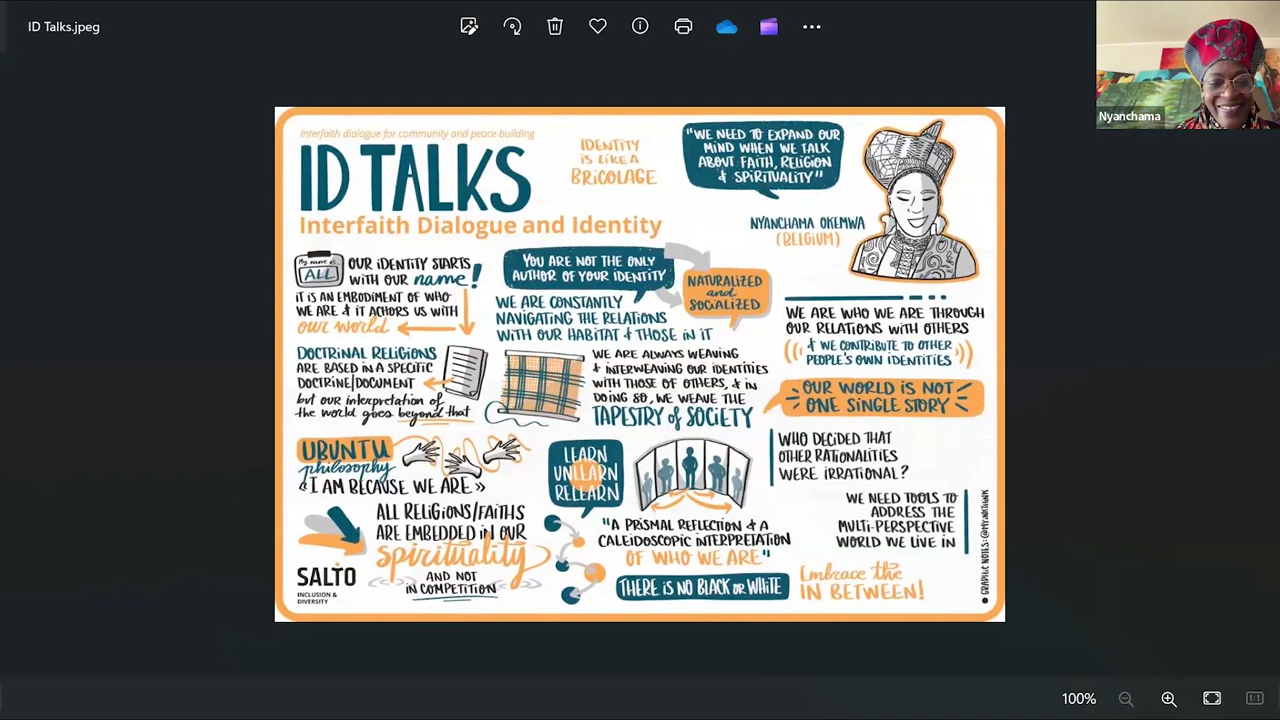 ID Talks.jpeg
Nyanchama
Interfaith dialogue for community and peace building
ID TALKS
Interfaith Dialogue and Identity
IDENTITY
IS LIKE A
BRICOLAGE
"WE NEED TO EXPAND OUR
MIND WHEN WE TALK
ABOUT FAITH, RELIGION
& SPIRITUALITY"
NYANCHAMA OKEMWA
(BELGIUM)
My name is
ALL
OUR IDENTITY STARTS
WITH OUR name!
IT IS AN EMBODIMENT OF WHO
WE ARE & IT ACHORS US WITH
our world
YOU ARE NOT THE ONLY
AUTHOR OF YOUR IDENTITY
NATURALIZED
and
SOCIALIZED
WE ARE CONSTANTLY
NAVIGATING THE RELATIONS
WITH OUR HABITAT & THOSE IN IT
WE ARE WHO WE ARE THROUGH
OUR RELATIONS WITH OTHERS
& WE CONTRIBUTE TO OTHER
PEOPLE'S OWN IDENTITIES
DOCTRINAL RELIGIONS
ARE BASED IN A SPECIFIC
DOCTRINE/DOCUMENT
but our interpretation of
the world goes beyond that
WE ARE ALWAYS WEAVING
& INTERWEAVING OUR IDENTITIES
WITH THOSE OF OTHERS, & IN
DOING SO, WE WEAVE THE
TAPESTRY of SOCIETY
OUR WORLD IS NOT
ONE SINGLE STORY
UBUNTU
philosophy
«I AM BECAUSE WE ARE»
LEARN
UNLEARN
RELEARN
WHO DECIDED THAT
OTHER RATIONALITIES
WERE IRRATIONAL?
ALL RELIGIONS/FAITHS
ARE EMBEDDED IN OUR
spirituality
AND NOT
IN COMPETITION
"A PRISMAL REFLECTION & A
CALEIDOSCOPIC INTERPRETATION
OF WHO WE ARE"
WE NEED TOOLS TO
ADDRESS THE
MULTI-PERSPECTIVE
WORLD WE LIVE IN
SALTO
INCLUSION &
DIVERSITY
THERE IS NO BLACK OR WHITE
Embrace the
IN BETWEEN!
GRAPHIC NOTES: @MYNXTHINK
100%
1:1